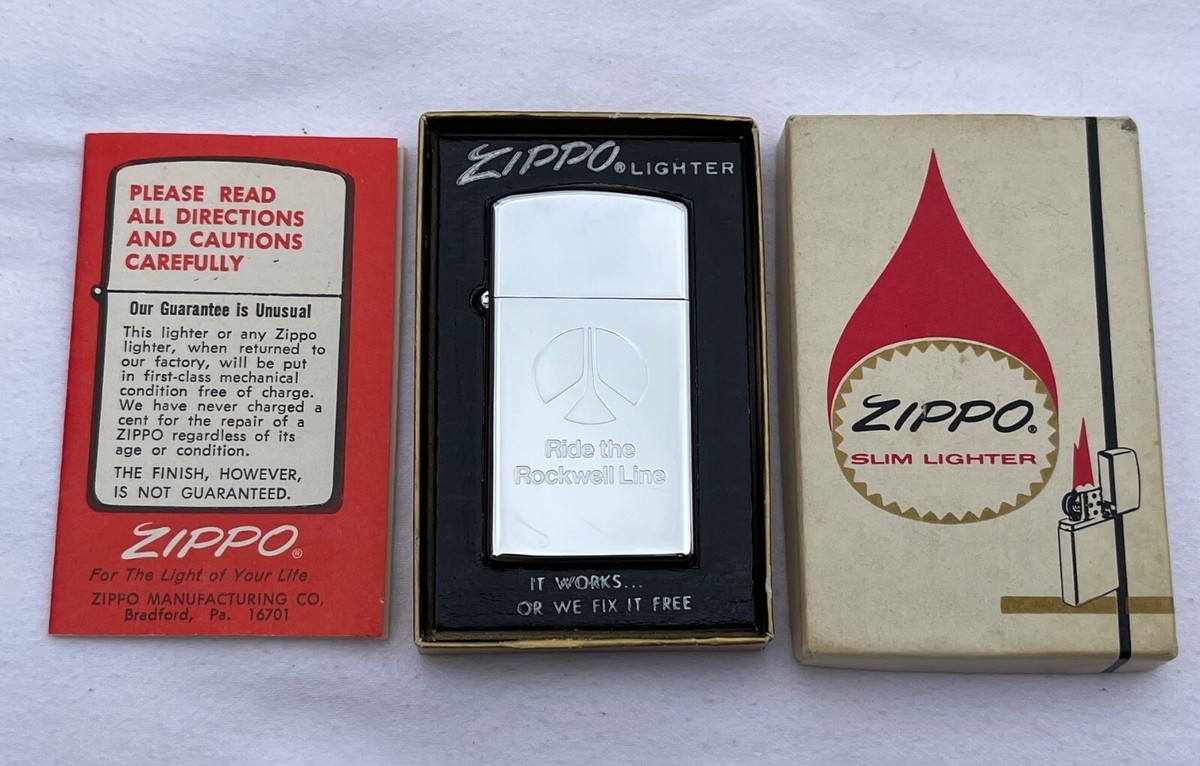 PLEASE READ
ALL DIRECTIONS
AND CAUTIONS
CAREFULLY
Our Guarantee is Unusual
This lighter or any Zippo
lighter, when returned to
our factory, will be put
in first-class mechanical
condition free of charge.
We have never charged a
cent for the repair of a
ZIPPO regardless of its
age or condition.
THE FINISH, HOWEVER,
IS NOT GUARANTEED.
ZIPPO®
For The Light of Your Life
ZIPPO MANUFACTURING CO.
Bradford, Pa. 16701
ZIPPO® LIGHTER
Ride the
Rockwell Line
IT WORKS...
OR WE FIX IT FREE
ZIPPO®
SLIM LIGHTER